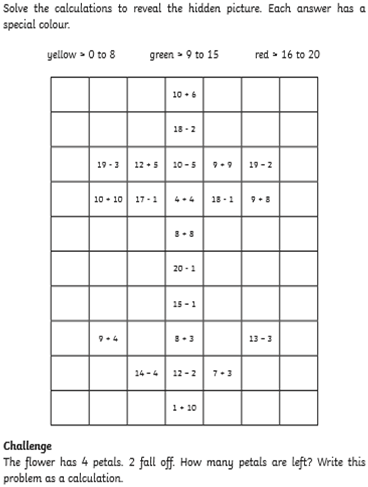 Solve the calculations to reveal the hidden picture. Each answer has a
special colour.
yellow > 0 to 8 green > 9 to 15 red > 16 to 20
10 + 6
18 - 2
19 - 3 12 + 5 10 - 5 9 + 9 19 - 2
10 + 10 17 - 1 4 + 4 18 - 1 9 + 8
8 + 8
20 - 1
15 - 1
9 + 4 8 + 3 13 - 3
14 - 4 12 - 2 7 + 3
1 + 10
Challenge
The flower has 4 petals. 2 fall off. How many petals are left? Write this
problem as a calculation.